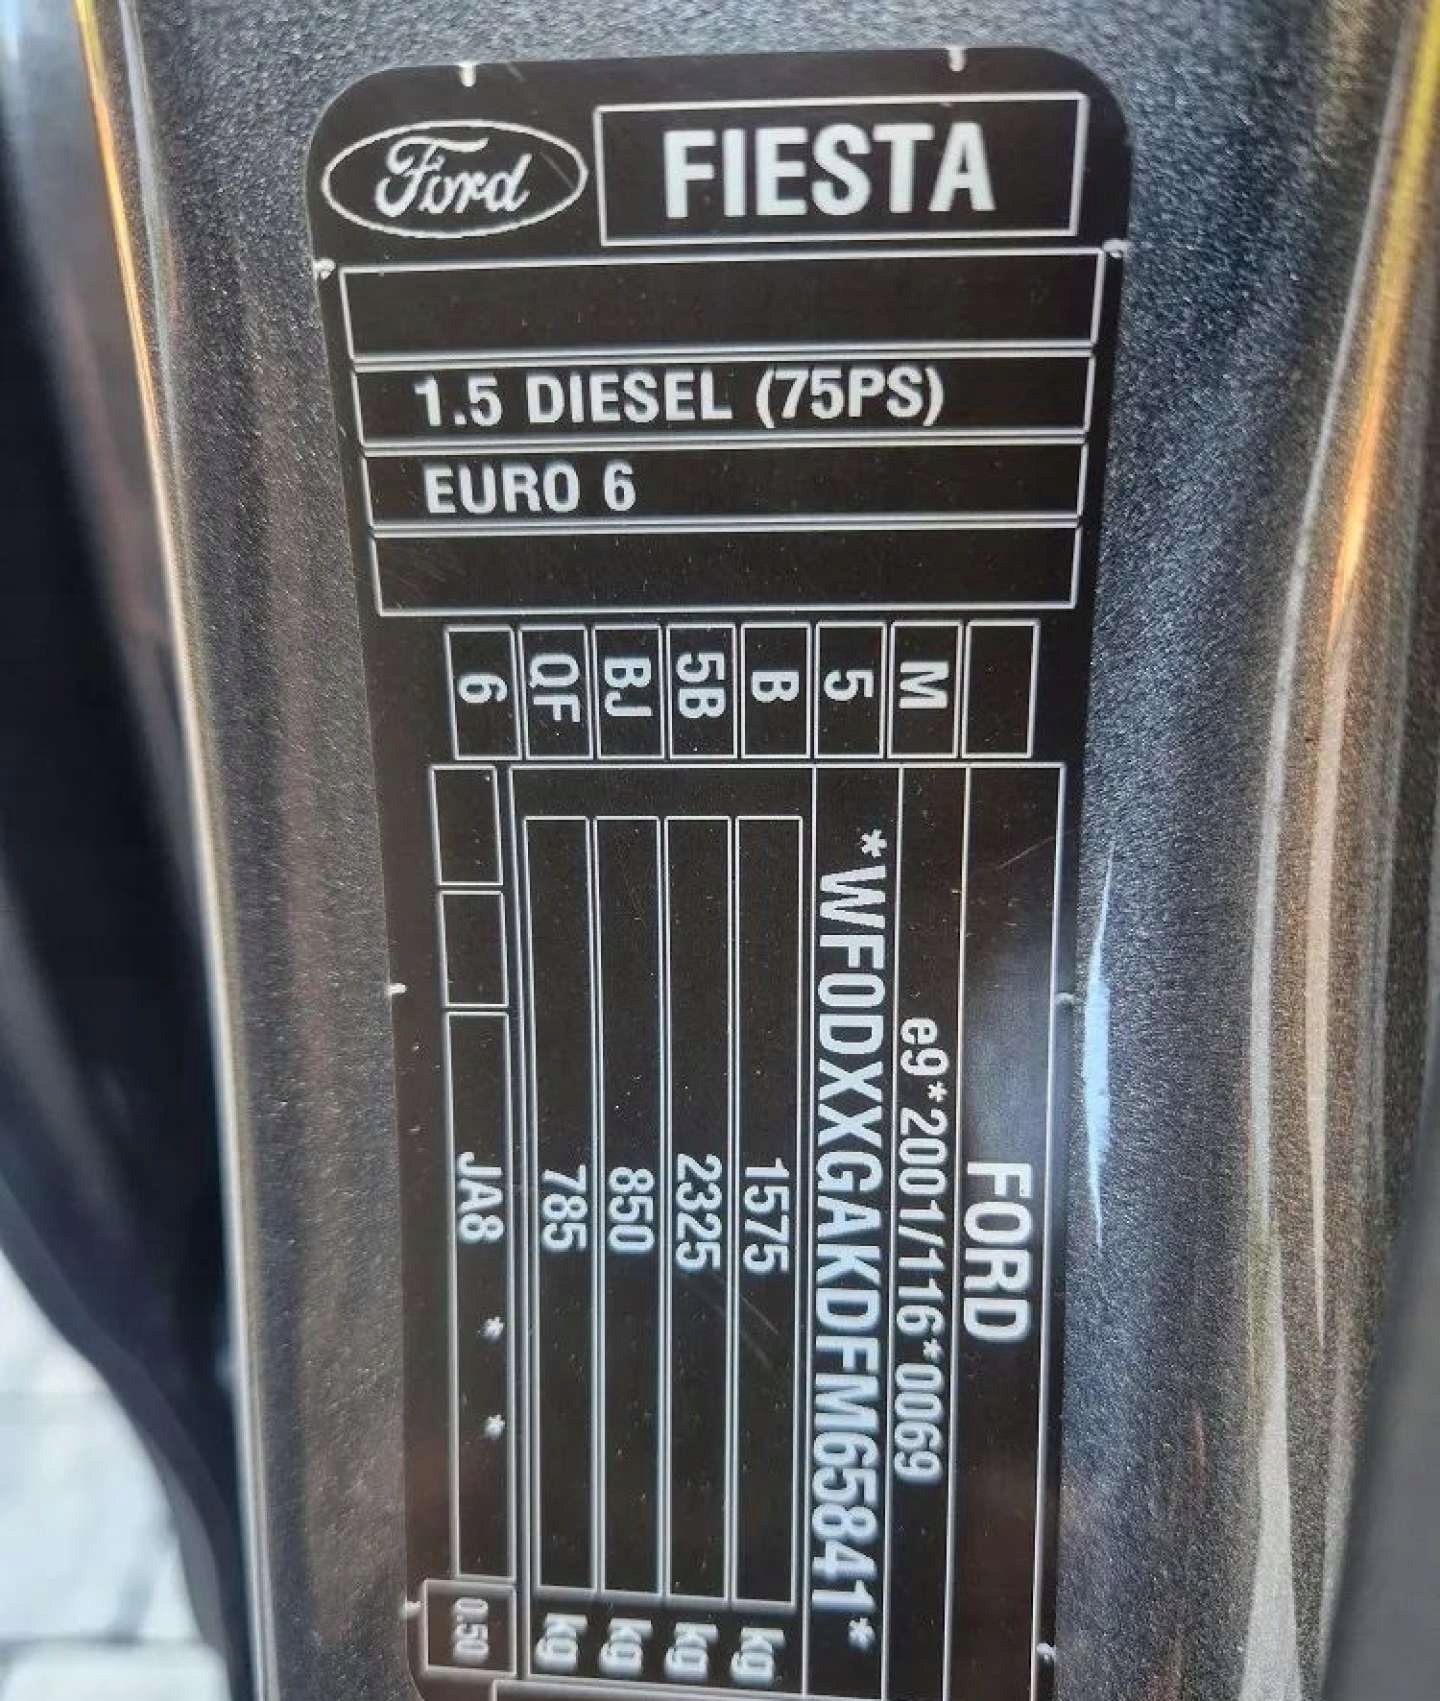 Ford
FIESTA
1.5 DIESEL (75PS)
EURO 6
M
5
B
5B
BJ
QF
6
FORD
e9*2001/116*0069
*WF0DXXGAKDFM65841*
1575 kg
2325 kg
850 kg
785 kg
JA8 * * 0.50